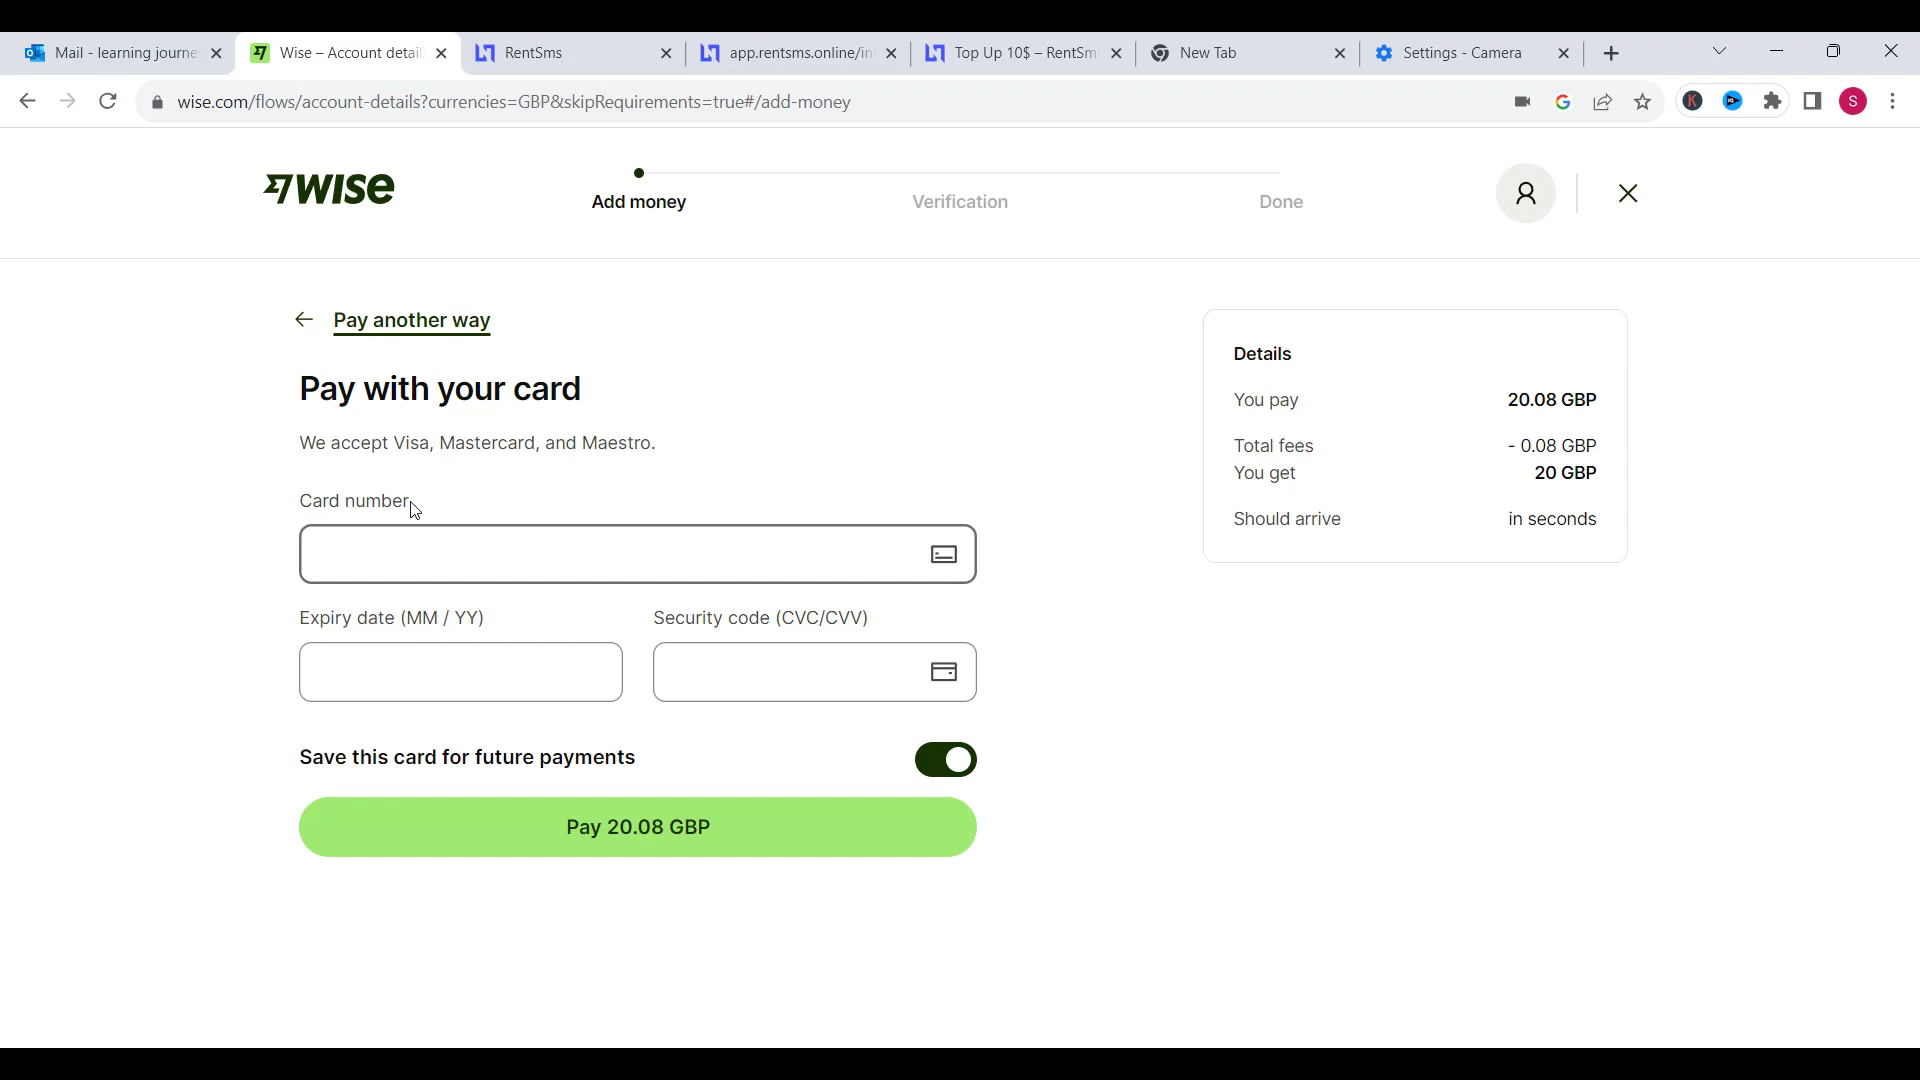 Mail - learning journe
Wise – Account detail
RentSms
app.rentsms.online/in
Top Up 10$ – RentSm
New Tab
Settings - Camera
wise.com/flows/account-details?currencies=GBP&skipRequirements=true#/add-money
K
S
WISE
Add money
Verification
Done
Pay another way
Pay with your card
We accept Visa, Mastercard, and Maestro.
Card number
Expiry date (MM / YY)
Security code (CVC/CVV)
Save this card for future payments
Pay 20.08 GBP
Details
You pay 20.08 GBP
Total fees - 0.08 GBP
You get 20 GBP
Should arrive in seconds